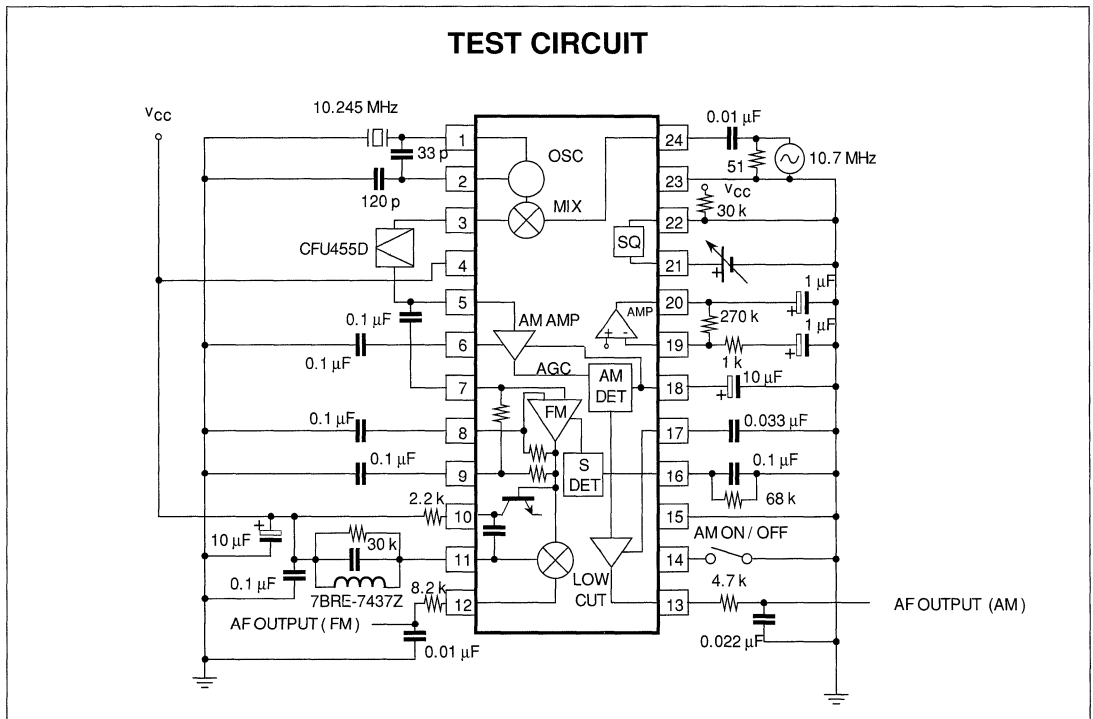 TEST CIRCUIT
VCC
10.245 MHz
33 p
120 p
CFU455D
0.1 µF
0.1 µF
0.1 µF
0.1 µF
2.2 k
10 µF
+
30 k
0.1 µF
7BRE-7437Z
8.2 k
AF OUTPUT ( FM )
0.01 µF
1
2
3
4
5
6
7
8
9
10
11
12
OSC
MIX
SQ
AM AMP
AMP
+ -
AGC
AM
DET
FM
S
DET
LOW
CUT
24
23
22
21
20
19
18
17
16
15
14
13
0.01 µF
51
10.7 MHz
VCC
30 k
+
1 µF
+
270 k
1 µF
1 k
+
10 µF
+
0.033 µF
0.1 µF
68 k
AM ON / OFF
4.7 k
AF OUTPUT (AM)
0.022 µF